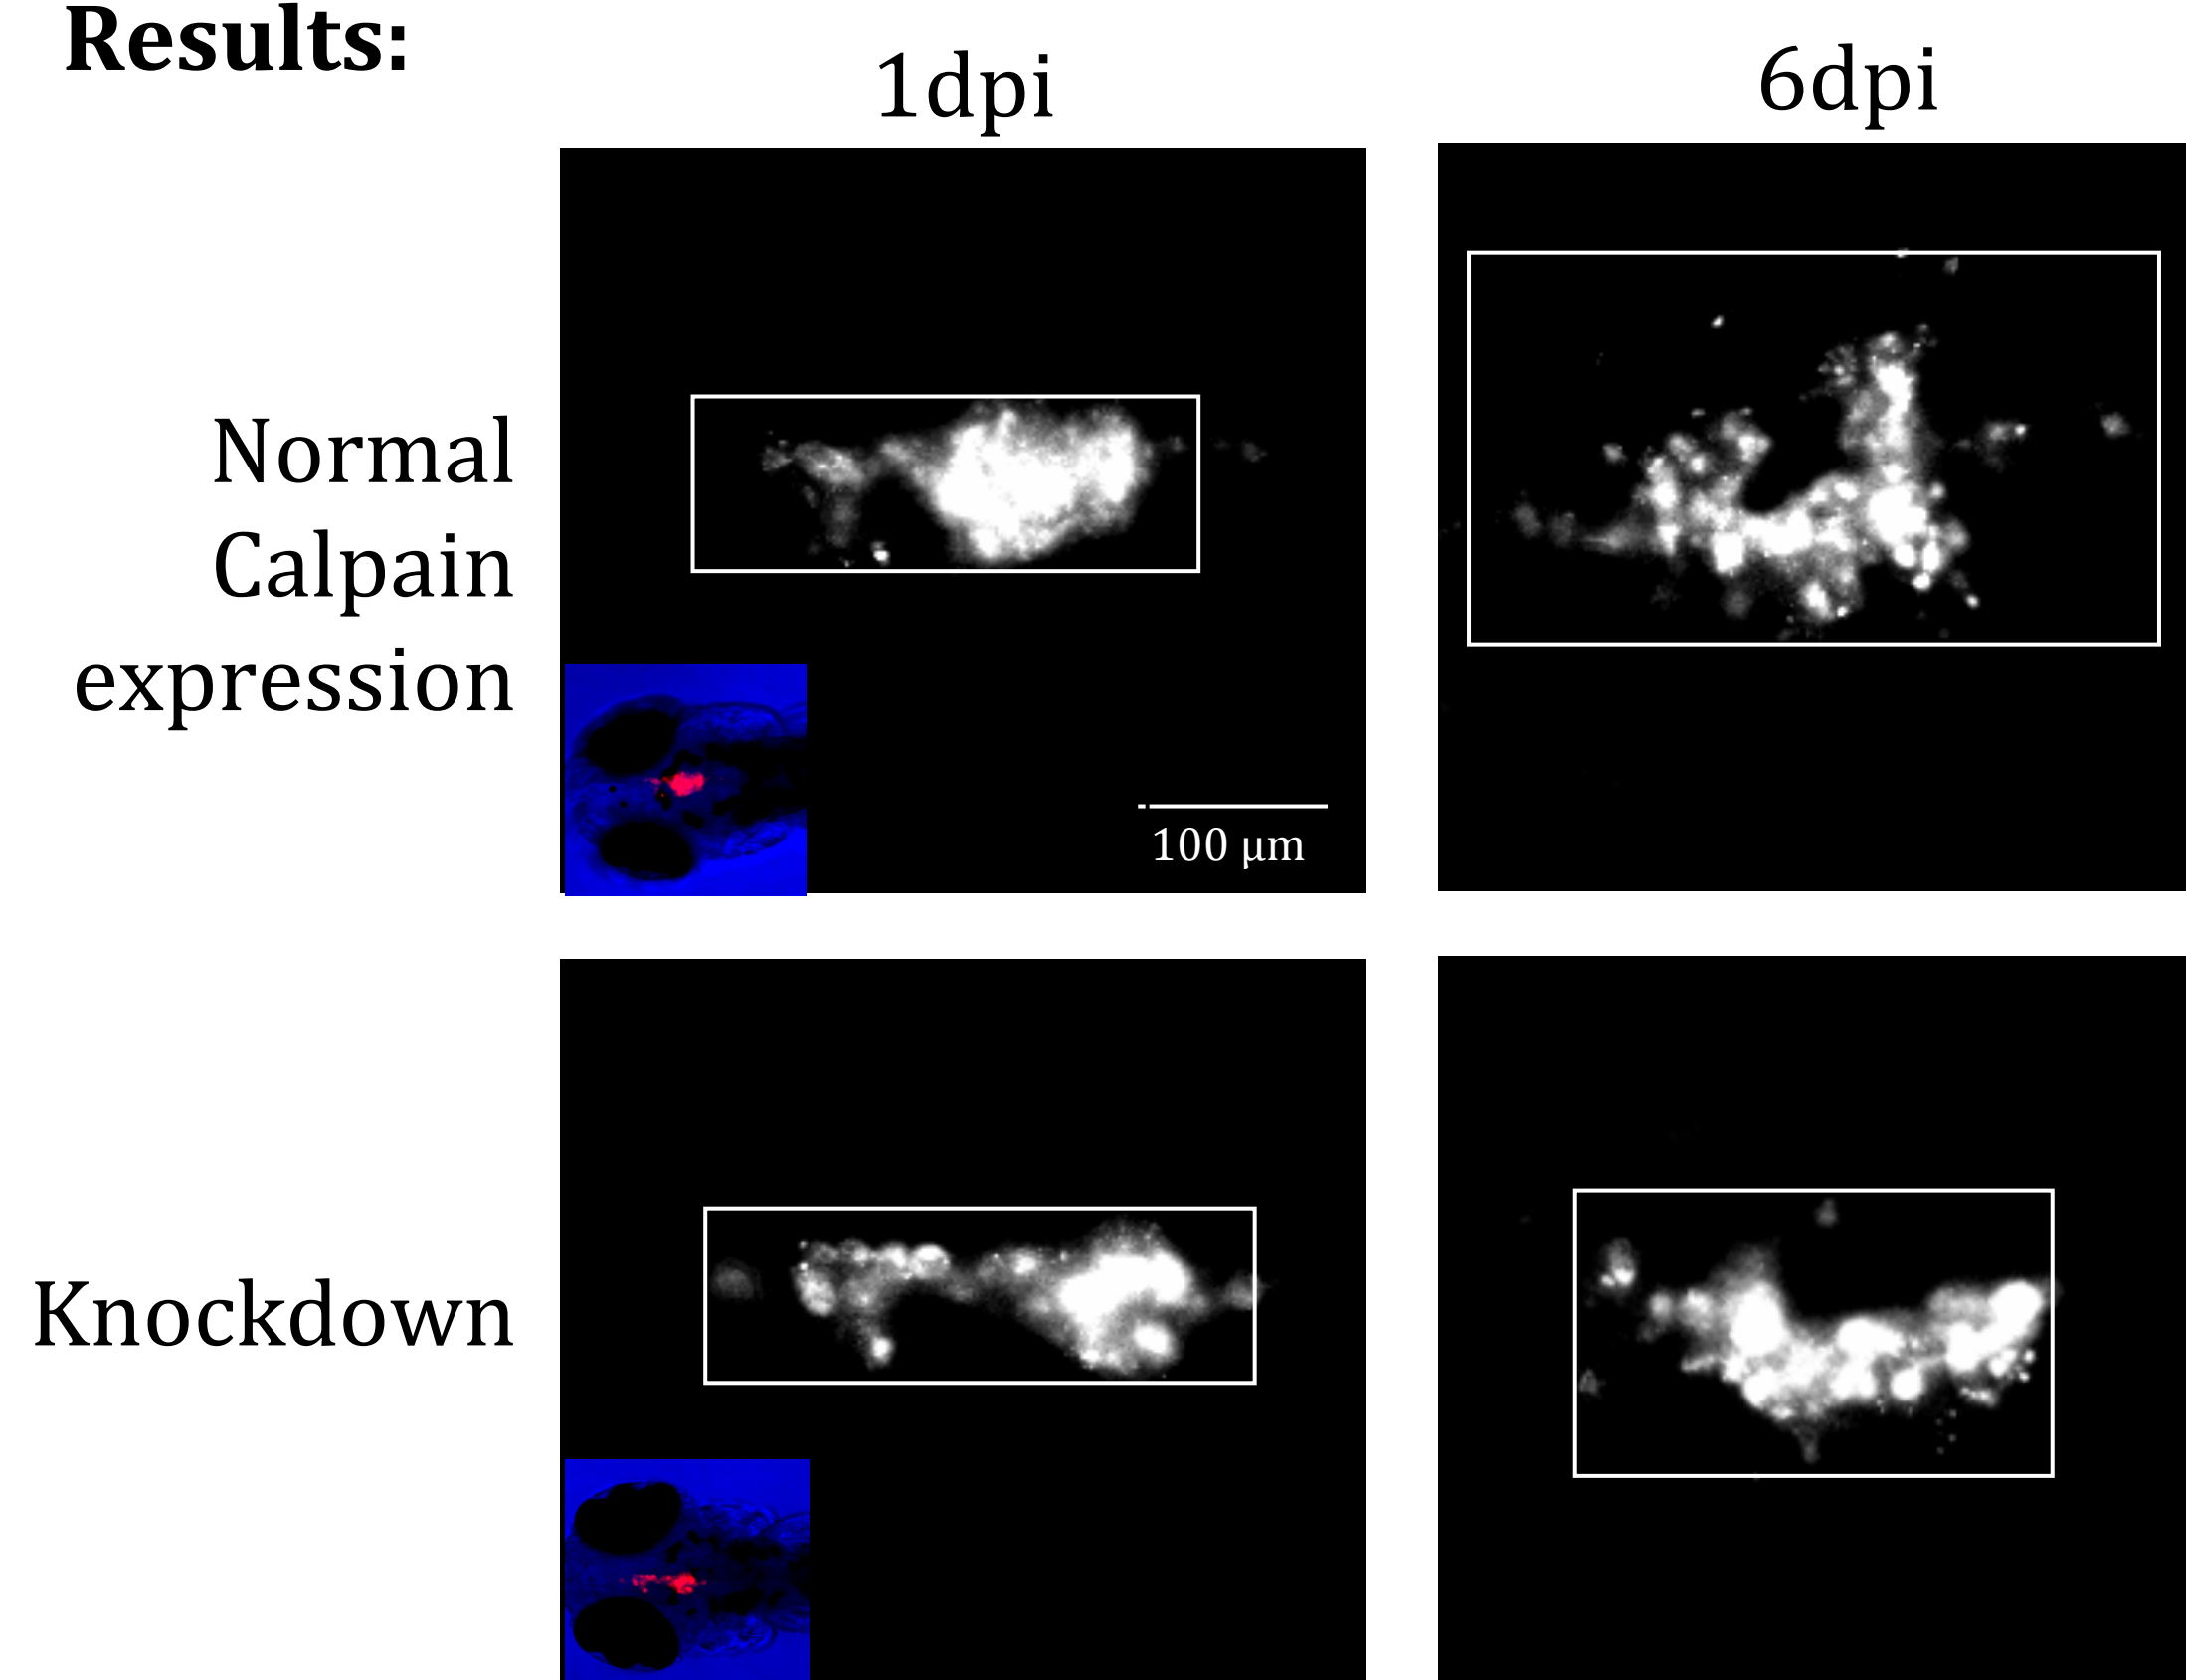 Results:
1dpi
6dpi
Normal
Calpain
expression
100 μm
Knockdown